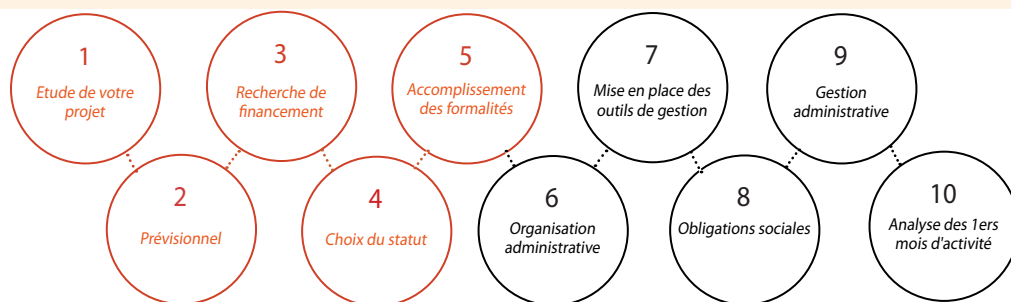 1
Etude de votre
projet
2
Prévisionnel
3
Recherche de
financement
4
Choix du statut
5
Accomplissement
des formalités
6
Organisation
administrative
7
Mise en place des
outils de gestion
8
Obligations sociales
9
Gestion
administrative
10
Analyse des 1ers
mois d'activité